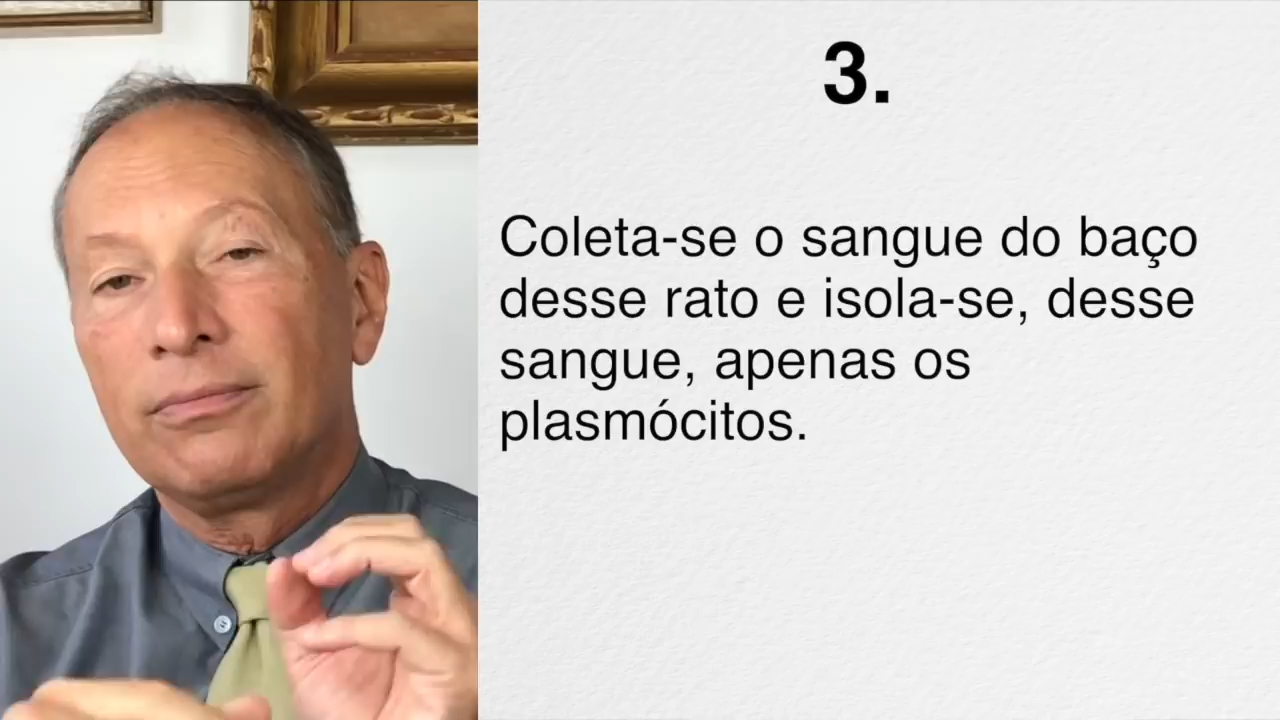 3.
Coleta-se o sangue do baço
desse rato e isola-se, desse
sangue, apenas os
plasmócitos.